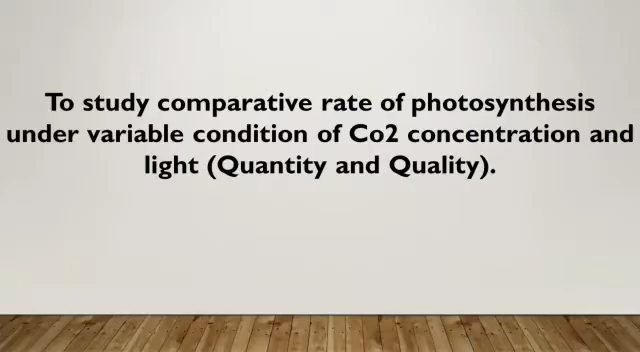 To study comparative rate of photosynthesis
under variable condition of Co2 concentration and
light (Quantity and Quality).